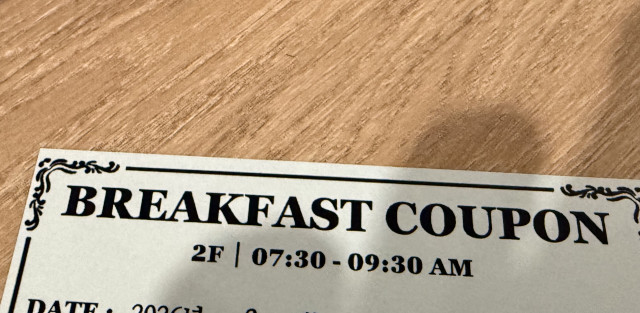 BREAKFAST COUPON
2F | 07:30 - 09:30 AM
DATE :